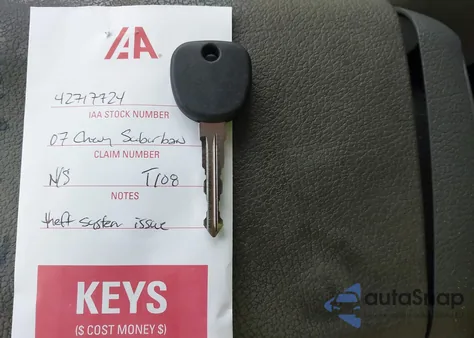 IAA
42717724
IAA STOCK NUMBER
07 Chevy Suburban
CLAIM NUMBER
N/S T108
NOTES
theft system issue
KEYS
($ COST MONEY $)
autoSnap